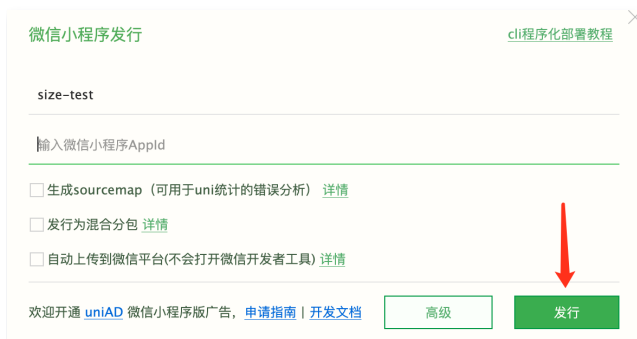 微信小程序发行 cli程序化部署教程
size-test
输入微信小程序AppId
生成sourcemap（可用于uni统计的错误分析） 详情
发行为混合分包 详情
自动上传到微信平台(不会打开微信开发者工具) 详情
欢迎开通 uniAD 微信小程序版广告，申请指南 | 开发文档 高级 发行